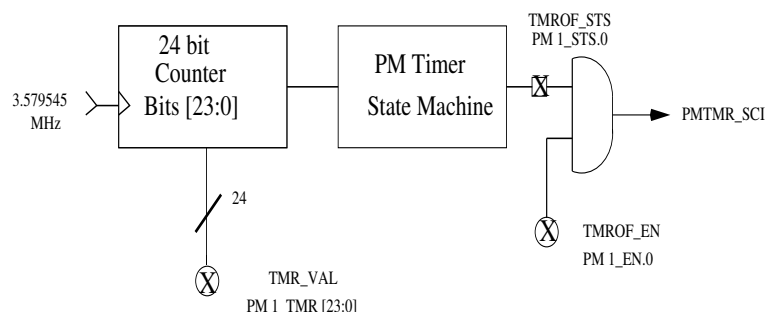 TMROF_STS
PM 1_STS.0
24 bit
Counter
Bits [23:0]
PM Timer
State Machine
X
3.579545
MHz
PMTMR_SCI
24
X
TMROF_EN
PM 1_EN.0
X
TMR_VAL
PM 1_TMR [23:0]